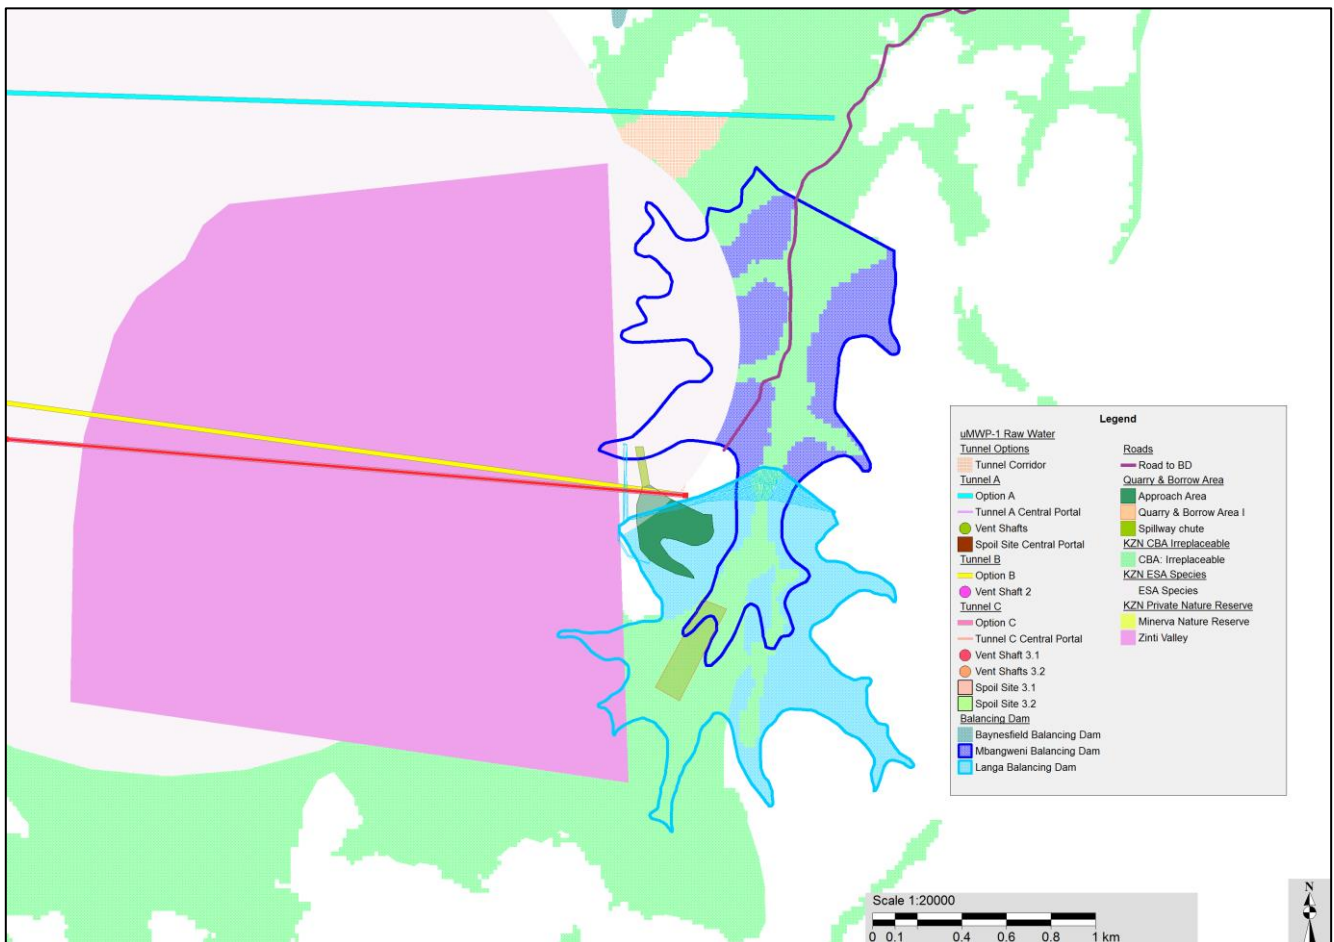 Legend
uMWP-1 Raw Water
Tunnel Options
Tunnel Corridor
Tunnel A
Option A
Tunnel A Central Portal
Vent Shafts
Spoil Site Central Portal
Tunnel B
Option B
Vent Shaft 2
Tunnel C
Option C
Tunnel C Central Portal
Vent Shaft 3.1
Vent Shafts 3.2
Spoil Site 3.1
Spoil Site 3.2
Balancing Dam
Baynesfield Balancing Dam
Mbangweni Balancing Dam
Langa Balancing Dam
Roads
Road to BD
Quarry & Borrow Area
Approach Area
Quarry & Borrow Area I
Spillway chute
KZN CBA Irreplaceable
CBA: Irreplaceable
KZN ESA Species
ESA Species
KZN Private Nature Reserve
Minerva Nature Reserve
Zinti Valley
Scale 1:20000
0 0.1 0.4 0.6 0.8 1 km
N